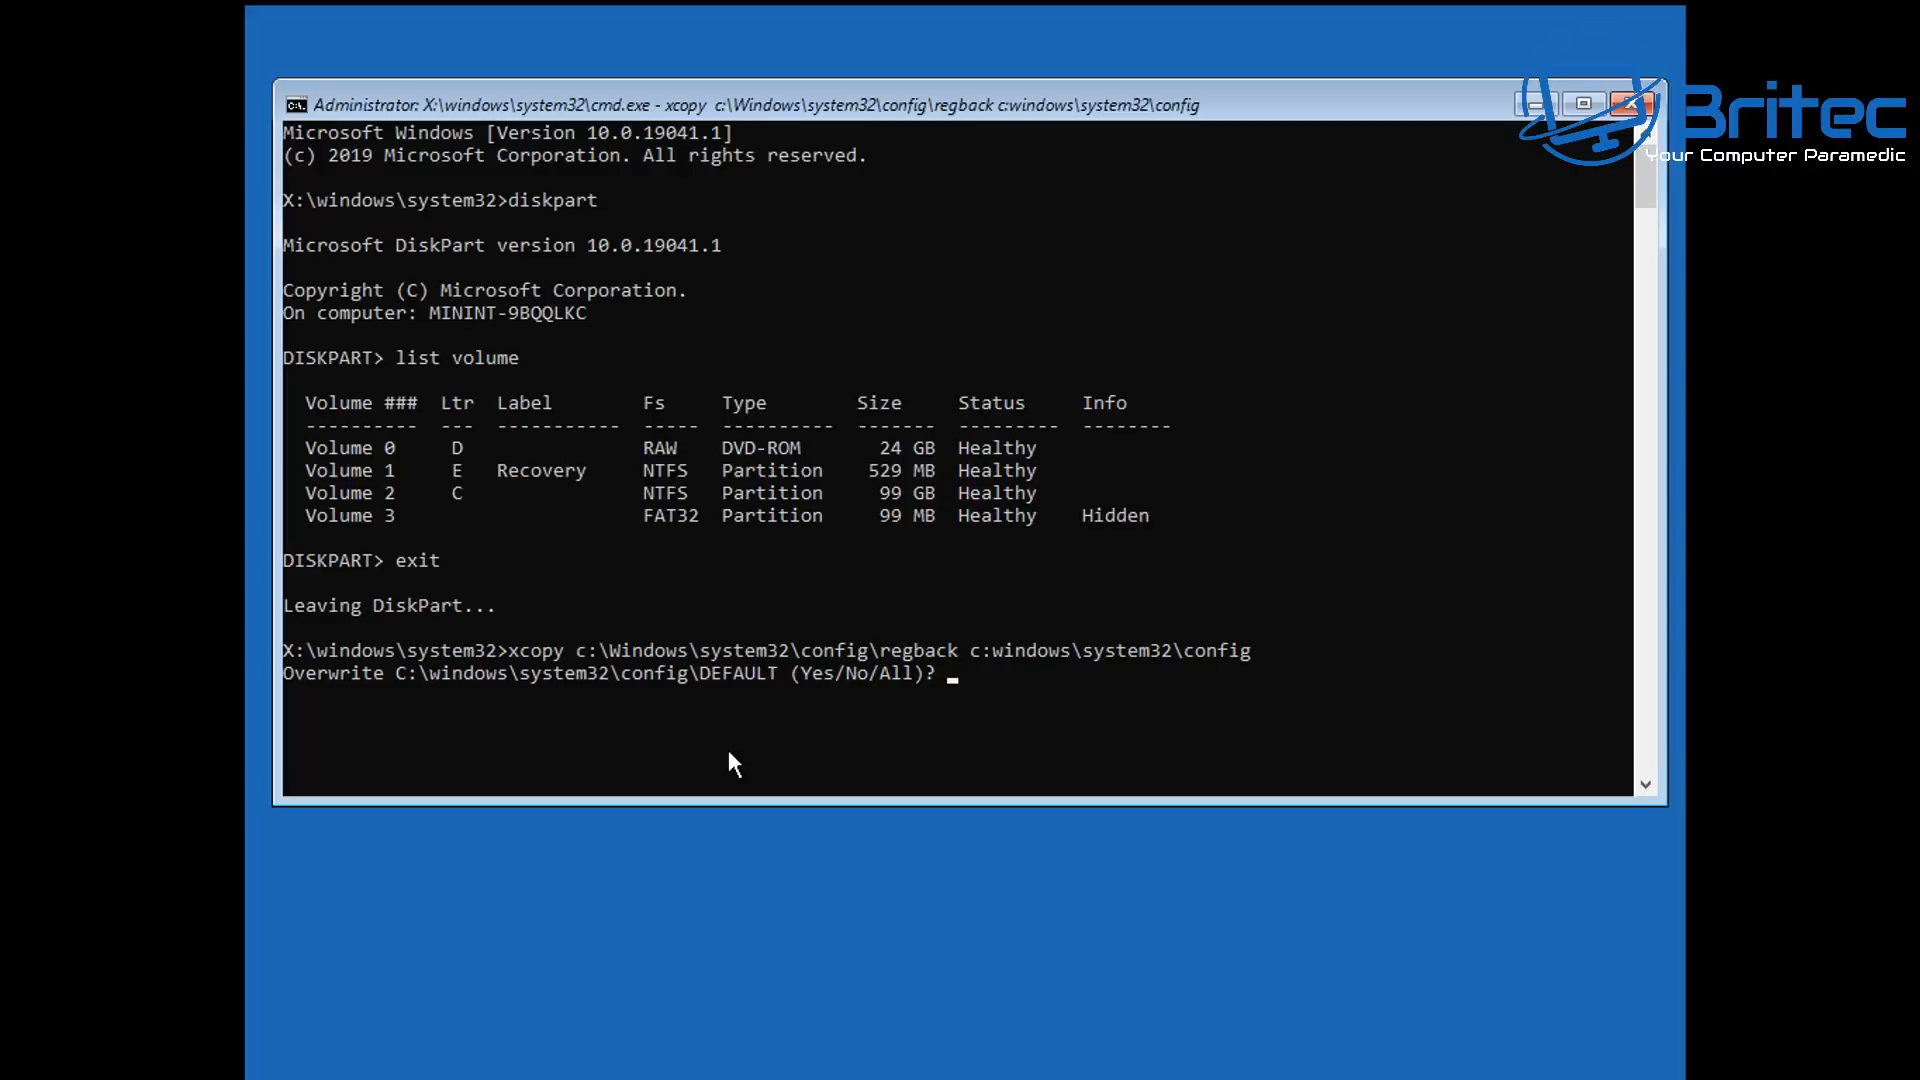 Administrator: X:\windows\system32\cmd.exe - xcopy  c:\Windows\system32\config\regback c:windows\system32\config
Britec
Your Computer Paramedic
Microsoft Windows [Version 10.0.19041.1]
(c) 2019 Microsoft Corporation. All rights reserved.
X:\windows\system32>diskpart
Microsoft DiskPart version 10.0.19041.1
Copyright (C) Microsoft Corporation.
On computer: MININT-9BQQLKC
DISKPART> list volume
  Volume ###  Ltr  Label        Fs     Type        Size     Status     Info
  ----------  ---  -----------  -----  ----------  -------  ---------  --------
  Volume 0     D                RAW    DVD-ROM       24 GB  Healthy
  Volume 1     E   Recovery     NTFS   Partition    529 MB  Healthy
  Volume 2     C                NTFS   Partition     99 GB  Healthy
  Volume 3                      FAT32  Partition     99 MB  Healthy    Hidden
DISKPART> exit
Leaving DiskPart...
X:\windows\system32>xcopy c:\Windows\system32\config\regback c:windows\system32\config
Overwrite C:\windows\system32\config\DEFAULT (Yes/No/All)? _